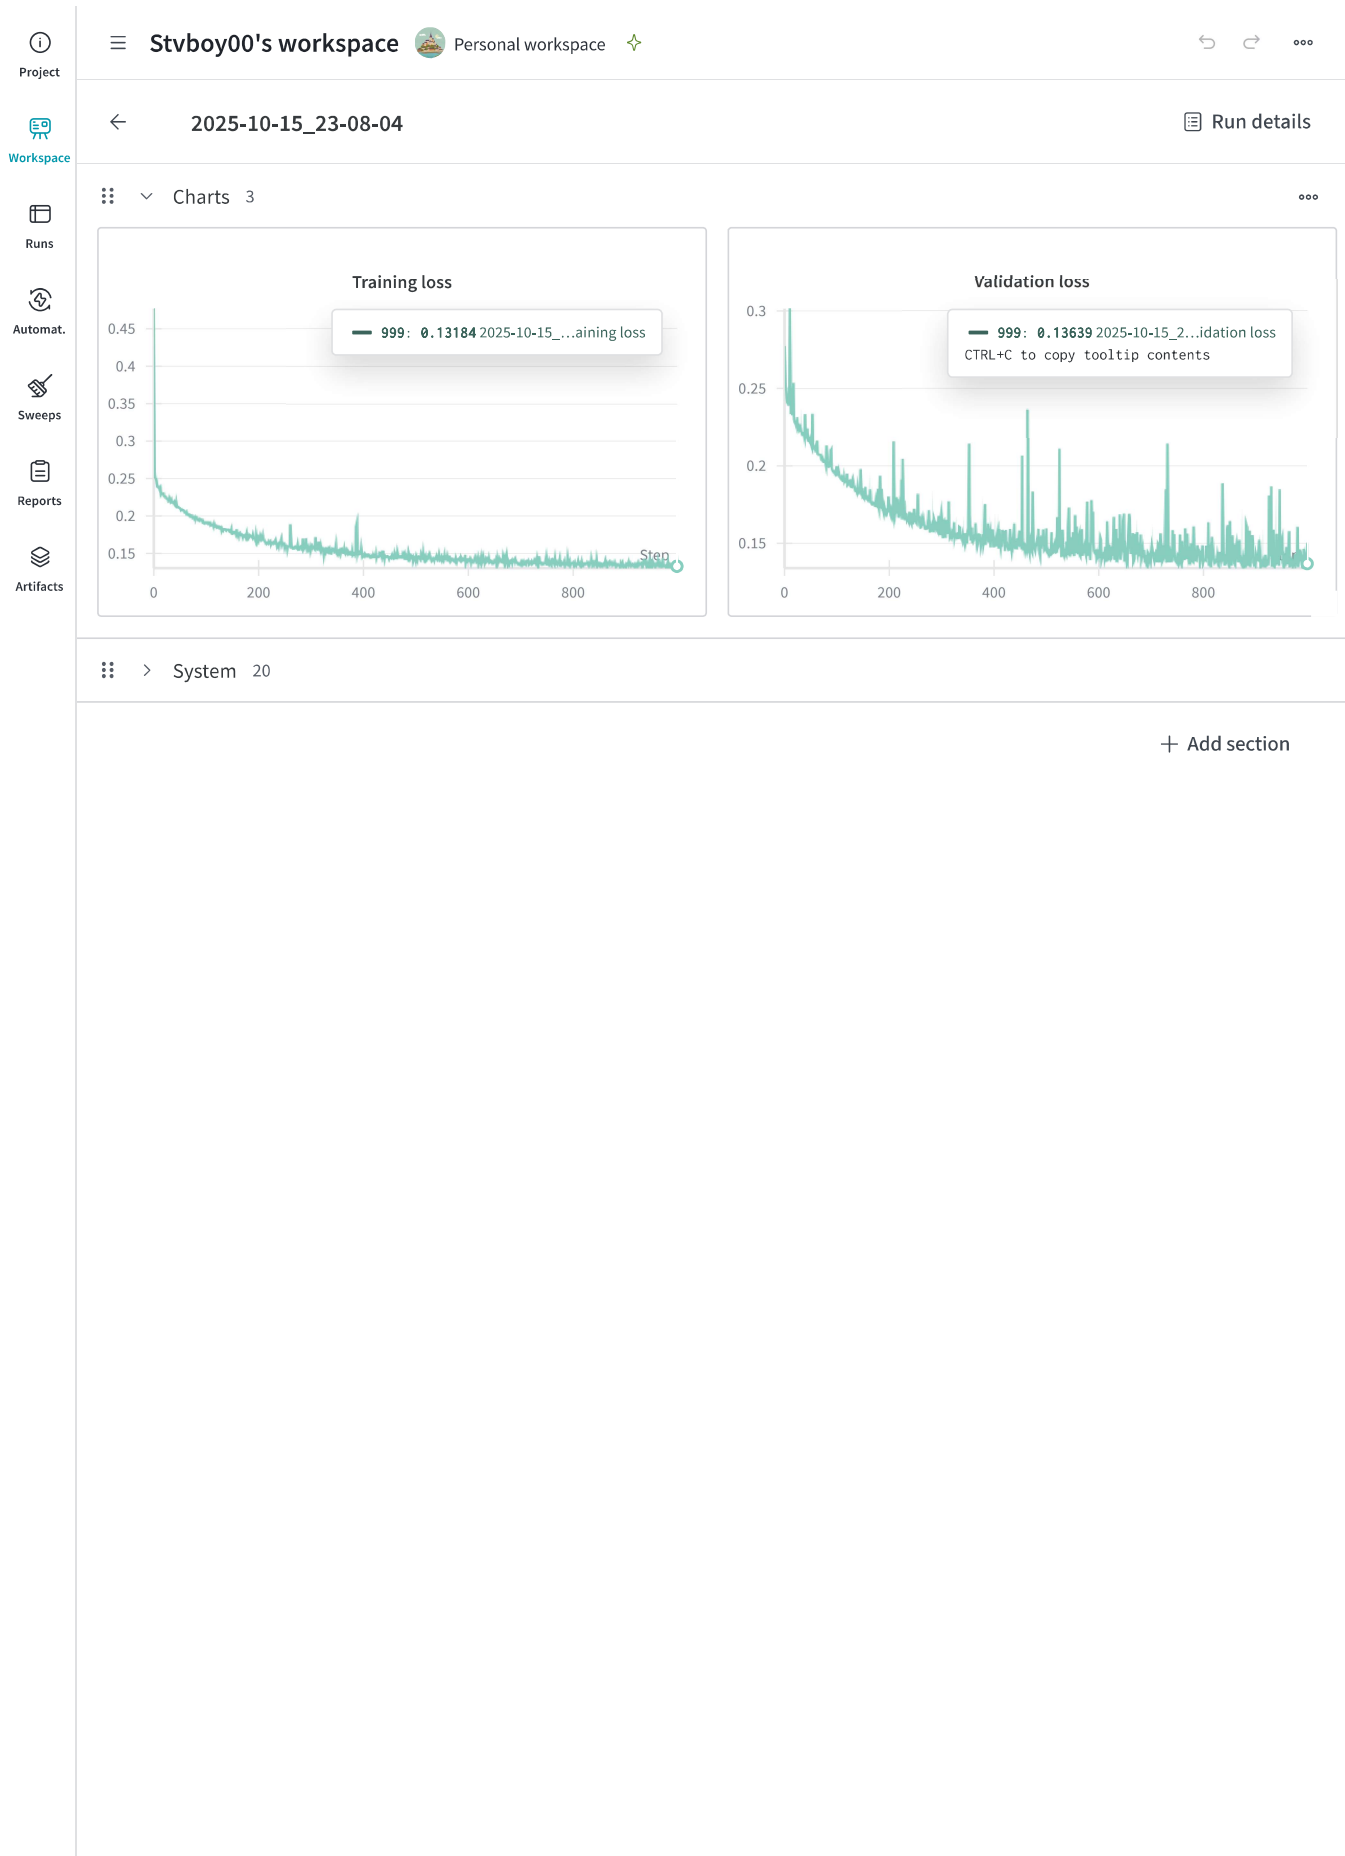 Project
Workspace
Runs
Automat.
Sweeps
Reports
Artifacts
Stvboy00's workspace Personal workspace
2025-10-15_23-08-04 Run details
Charts 3
Training loss
999: 0.13184 2025-10-15_...aining loss
0.45
0.4
0.35
0.3
0.25
0.2
0.15
Step
0 200 400 600 800
Validation loss
999: 0.13639 2025-10-15_2...idation loss
CTRL+C to copy tooltip contents
0.3
0.25
0.2
0.15
0 200 400 600 800
System 20
+ Add section